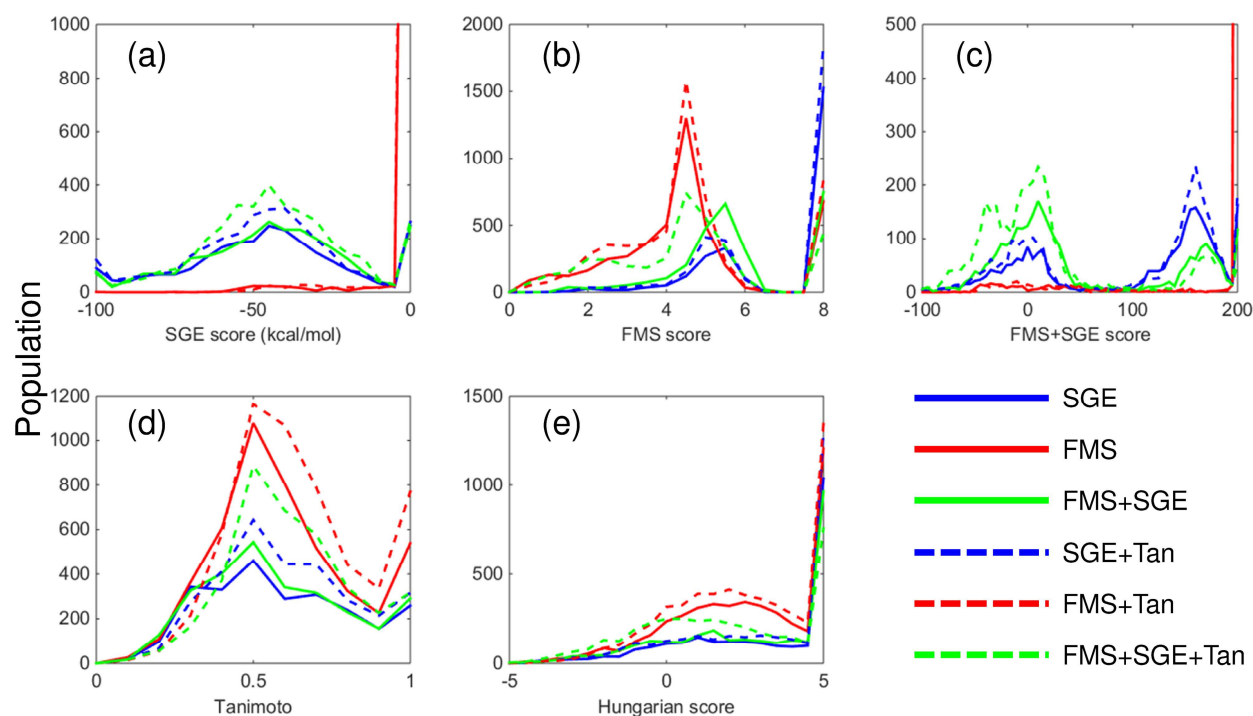 (a)
1000
800
600
400
200
0
-100 -50 0
SGE score (kcal/mol)
(b)
2000
1500
1000
500
0
0 2 4 6 8
FMS score
(c)
500
400
300
200
100
0
-100 0 100 200
FMS+SGE score
Population
(d)
1200
1000
800
600
400
200
0
0 0.5 1
Tanimoto
(e)
1500
1000
500
0
-5 0 5
Hungarian score
SGE
FMS
FMS+SGE
SGE+Tan
FMS+Tan
FMS+SGE+Tan